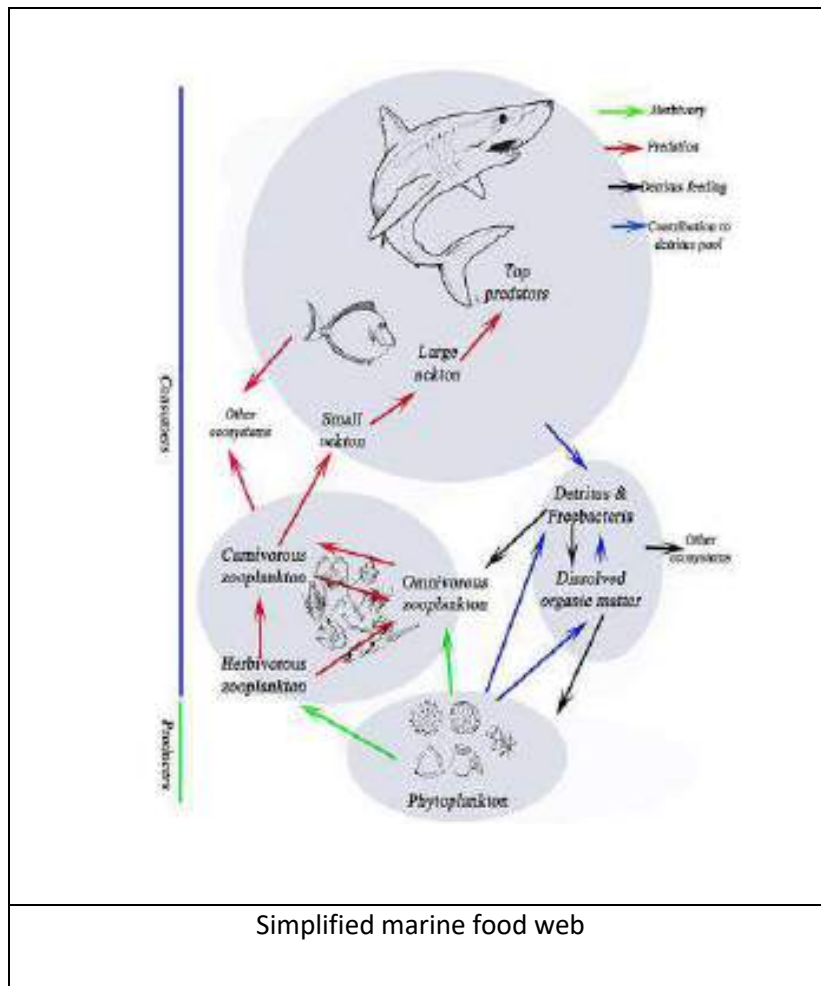 Herbivory
Predation
Detritus feeding
Contribution to
detritus pool
Top
predators
Large
nekton
Small
nekton
Other
ecosystems
Consumers
Detritus &
Freebacteria
Other
ecosystems
Dissolved
organic matter
Carnivorous
zooplankton
Omnivorous
zooplankton
Herbivorous
zooplankton
Producers
Phytoplankton
Simplified marine food web